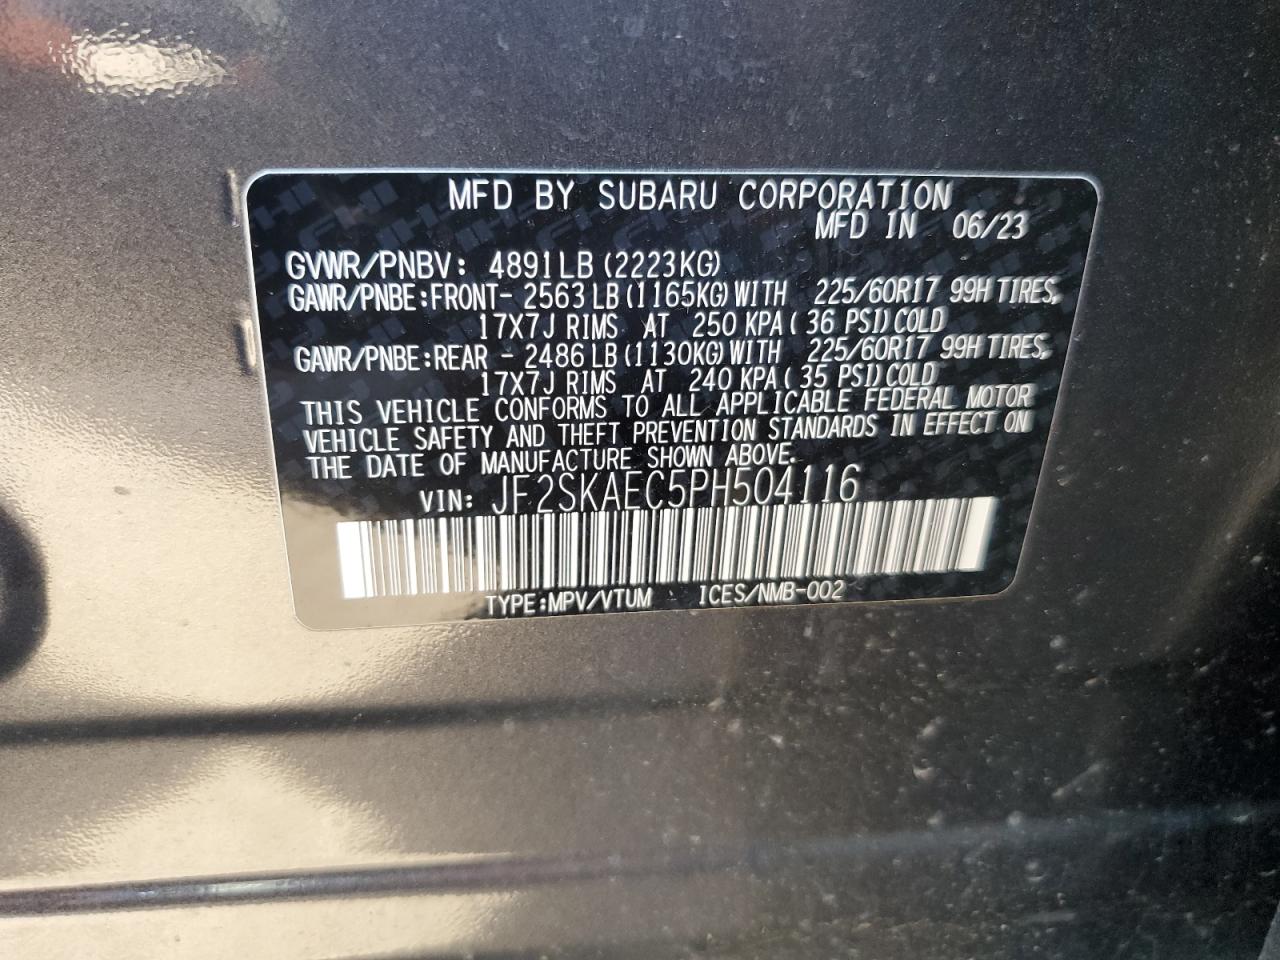 MFD BY SUBARU CORPORATION
MFD IN 06/23
GVWR/PNBV: 4891LB (2223KG)
GAWR/PNBE:FRONT- 2563LB (1165KG) WITH 225/60R17 99H TIRES,
17X7J RIMS AT 250 KPA ( 36 PSI) COLD
GAWR/PNBE:REAR - 2486LB (1130KG) WITH 225/60R17 99H TIRES,
17X7J RIMS AT 240 KPA ( 35 PSI) COLD
THIS VEHICLE CONFORMS TO ALL APPLICABLE FEDERAL MOTOR
VEHICLE SAFETY AND THEFT PREVENTION STANDARDS IN EFFECT ON
THE DATE OF MANUFACTURE SHOWN ABOVE.
VIN: JF2SKAEC5PH504116
TYPE:MPV/VTUM ICES/NMB-002